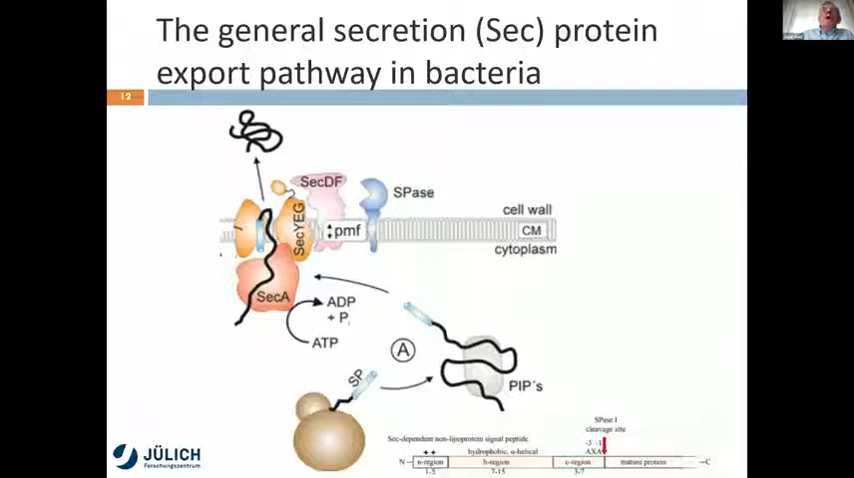 The general secretion (Sec) protein
export pathway in bacteria
12
SecDF
SPase
SecYEG
pmf
cell wall
CM
cytoplasm
SecA
ADP
+ Pi
ATP
A
SP
PIP´s
SPase I
cleavage site
Sec-dependent non-lipoprotein signal peptide
-3 -1
++
hydrophobic, α-helical
AXA
N
n-region
h-region
c-region
mature protein
C
1-5
7-15
3-7
JÜLICH
Forschungszentrum